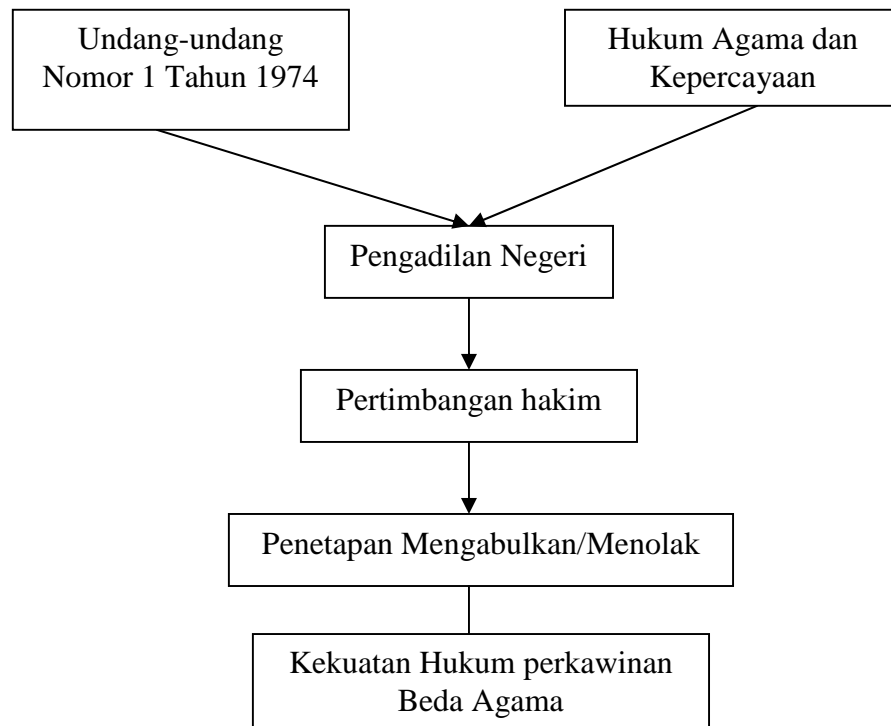 Undang-undang
Nomor 1 Tahun 1974
Hukum Agama dan
Kepercayaan
Pengadilan Negeri
Pertimbangan hakim
Penetapan Mengabulkan/Menolak
Kekuatan Hukum perkawinan
Beda Agama